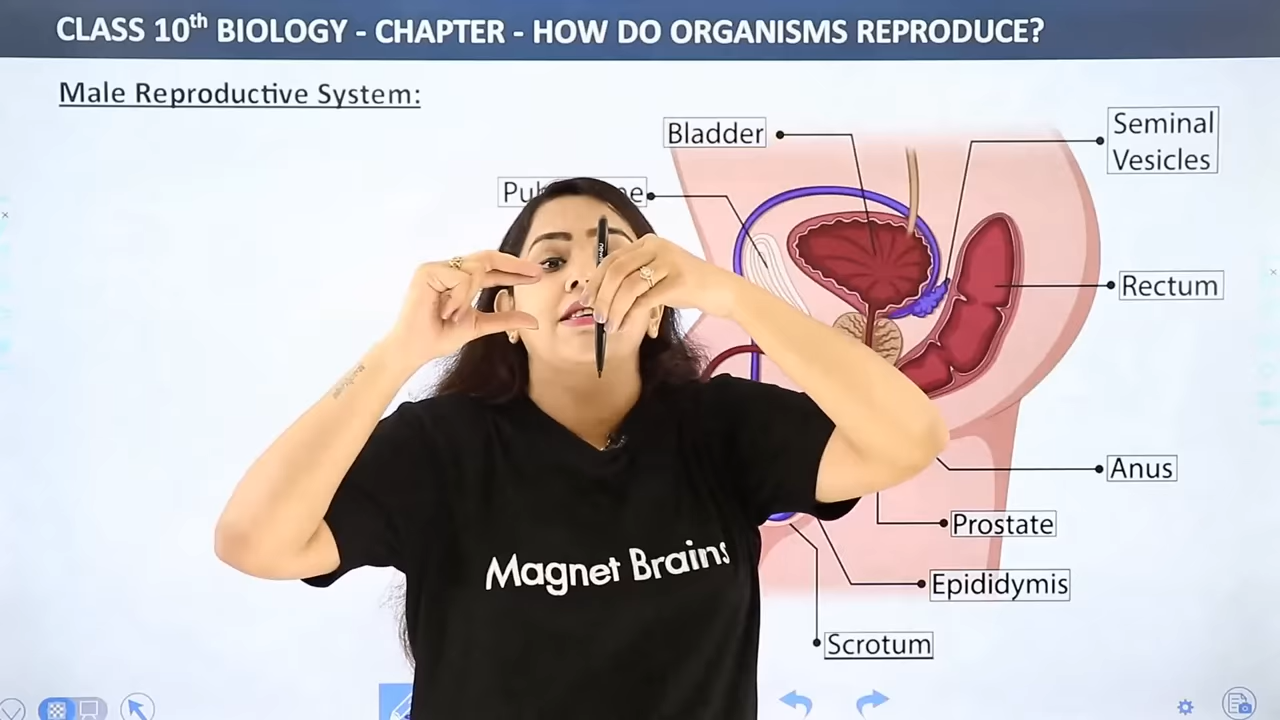 CLASS 10th BIOLOGY - CHAPTER - HOW DO ORGANISMS REPRODUCE?
Male Reproductive System:
Bladder
Seminal
Vesicles
Rectum
Anus
Prostate
Epididymis
Scrotum
Magnet Brains